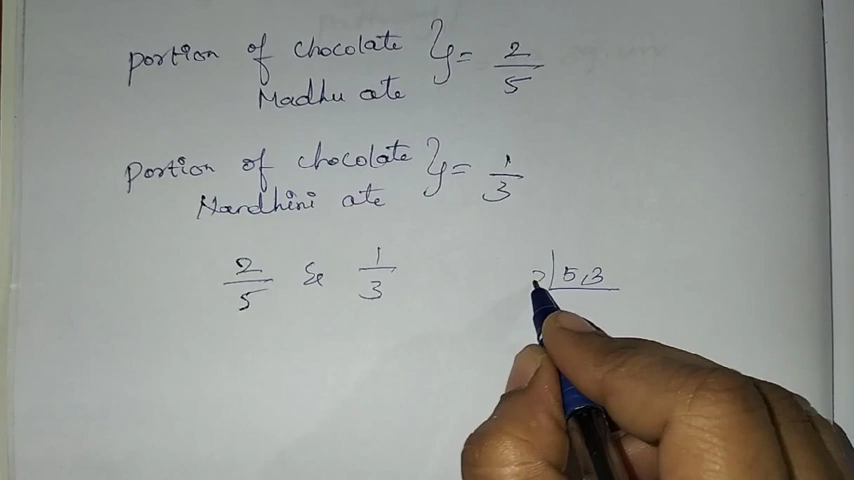 Portion of chocolate } = 2/5
Madhu ate
Portion of chocolate } = 1/3
Nandhini ate
2/5 & 1/3
5,3